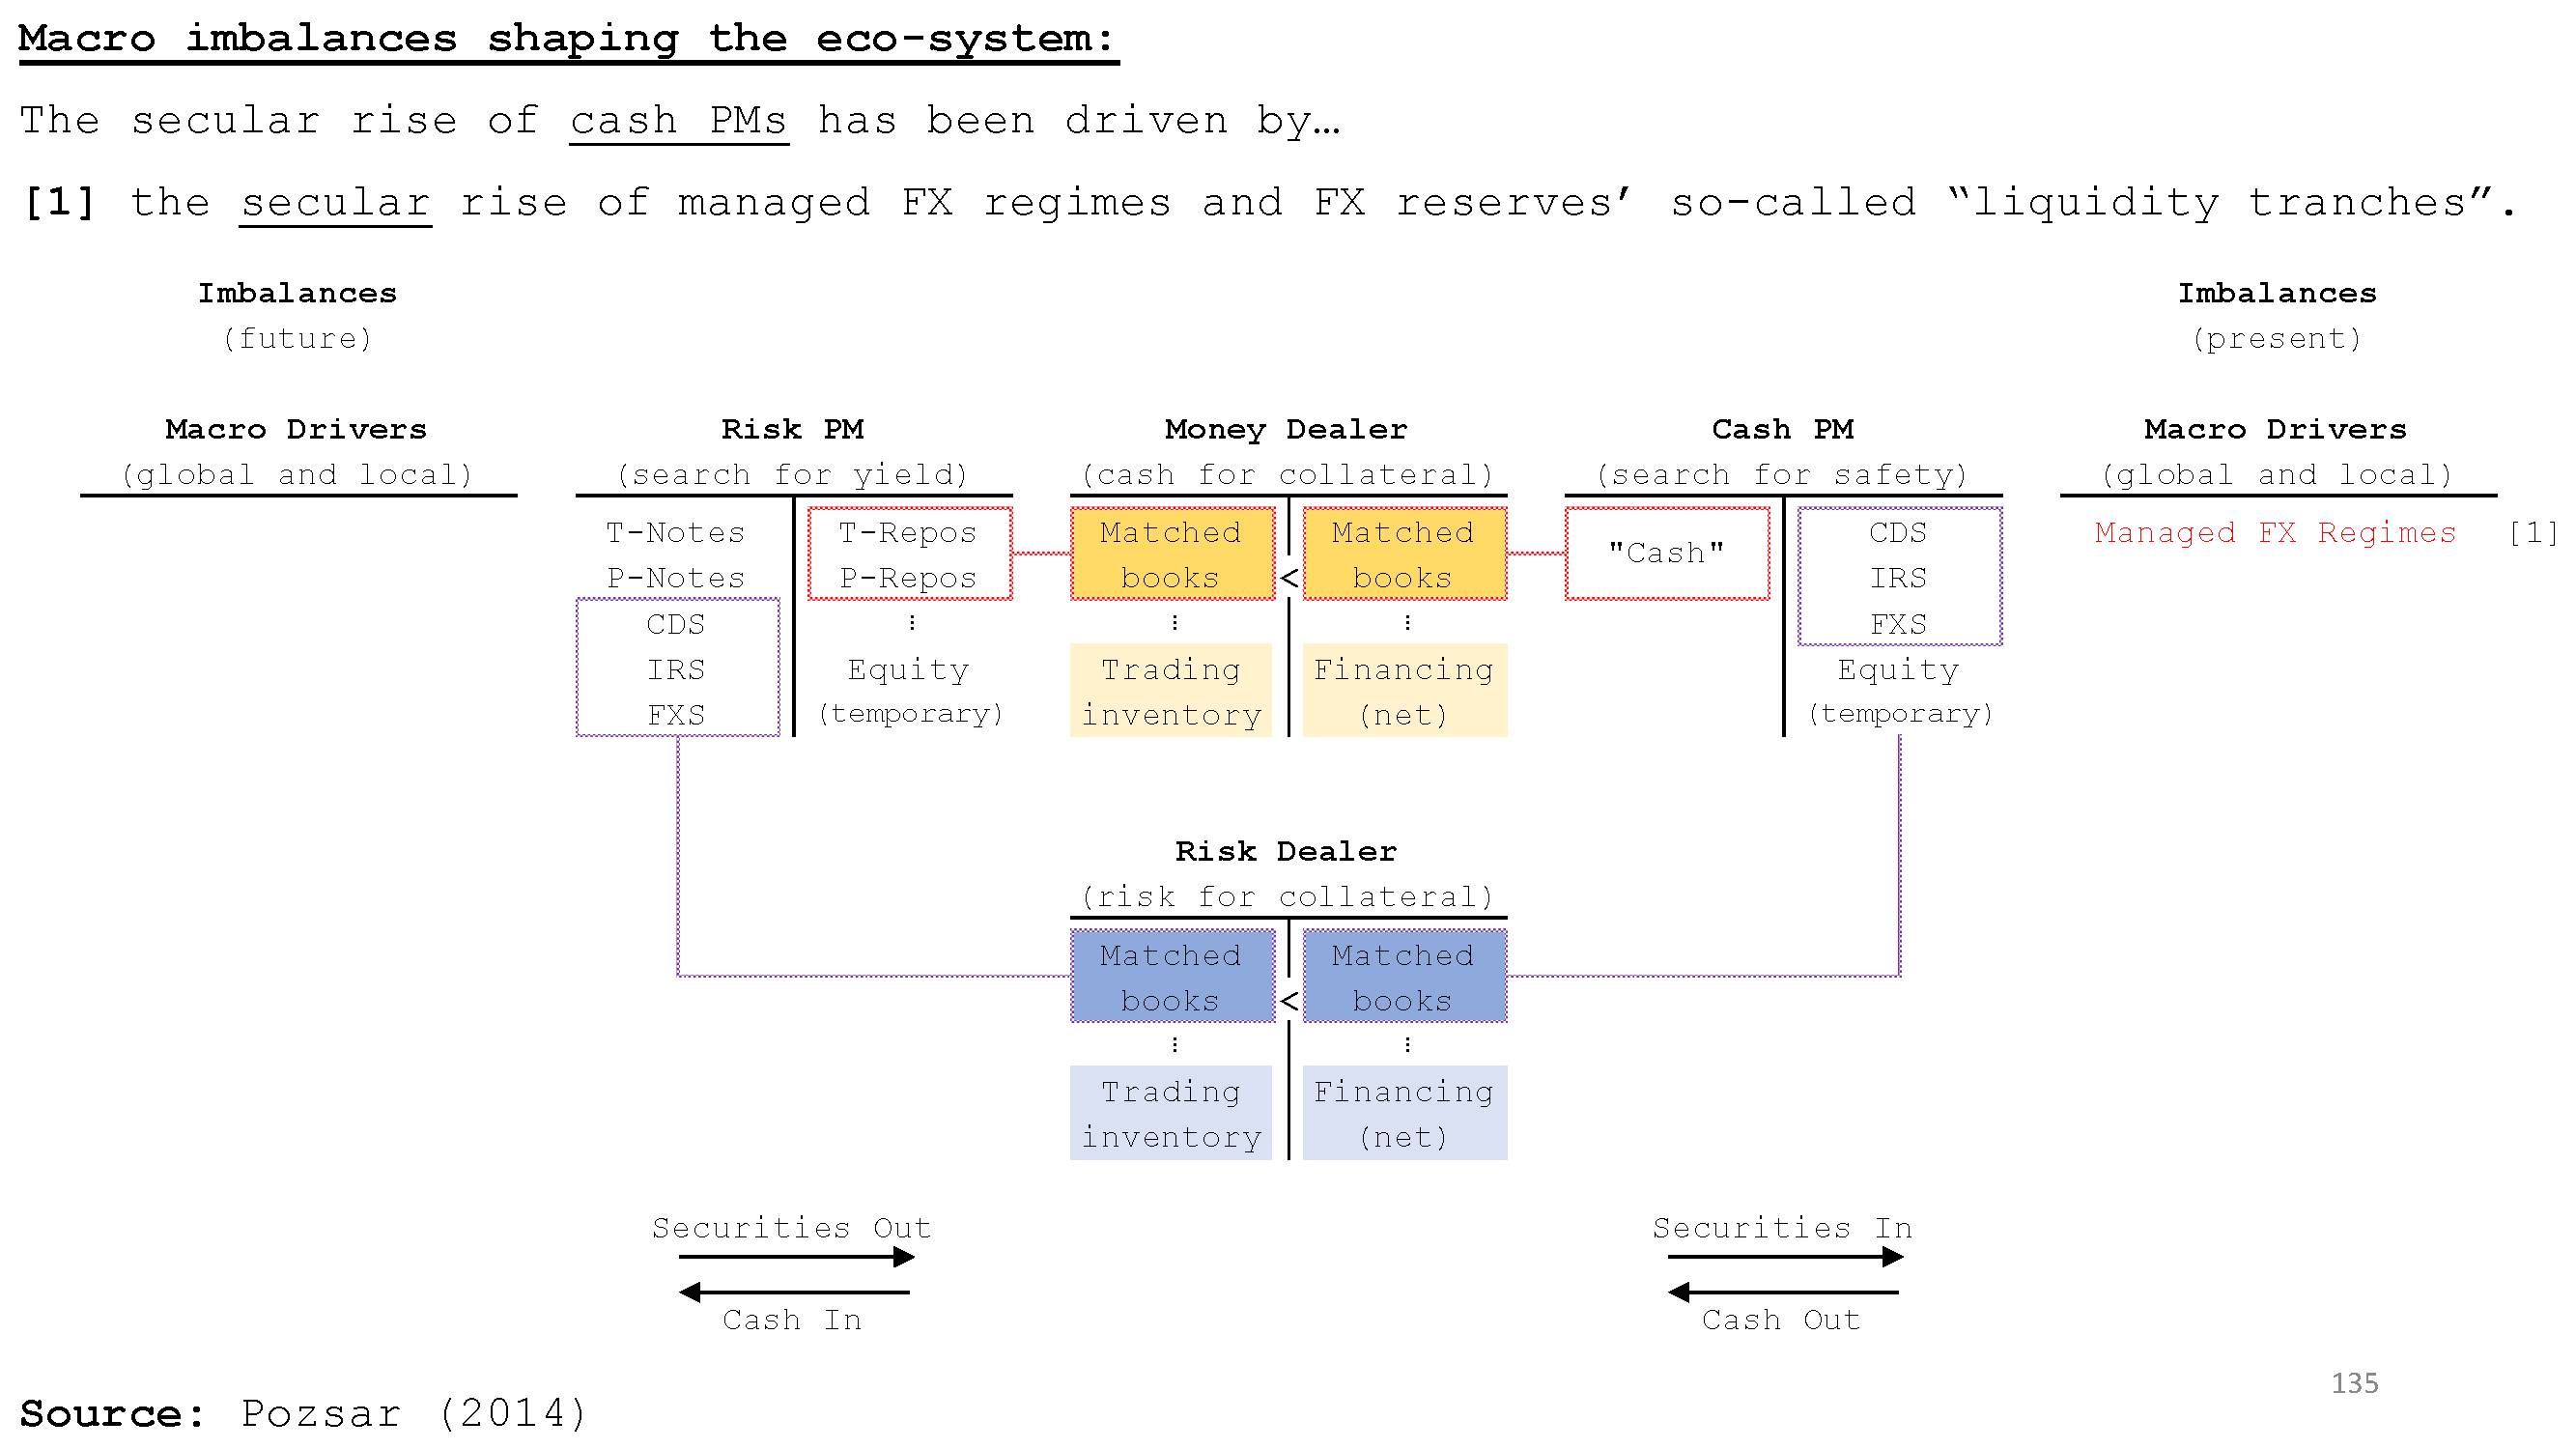 Macro imbalances shaping the eco-system:
The secular rise of cash PMs has been driven by…
[1] the secular rise of managed FX regimes and FX reserves’ so-called “liquidity tranches”.
Imbalances
(future)
Imbalances
(present)
Macro Drivers
(global and local)
Risk PM
(search for yield)
T-Notes
P-Notes
CDS
IRS
FXS
T-Repos
P-Repos
⋮
Equity
(temporary)
Money Dealer
(cash for collateral)
Matched
books
<
Matched
books
⋮
⋮
Trading
inventory
Financing
(net)
Cash PM
(search for safety)
"Cash"
CDS
IRS
FXS
Equity
(temporary)
Macro Drivers
(global and local)
Managed FX Regimes [1]
Risk Dealer
(risk for collateral)
Matched
books
<
Matched
books
⋮
⋮
Trading
inventory
Financing
(net)
Securities Out
Cash In
Securities In
Cash Out
135
Source: Pozsar (2014)